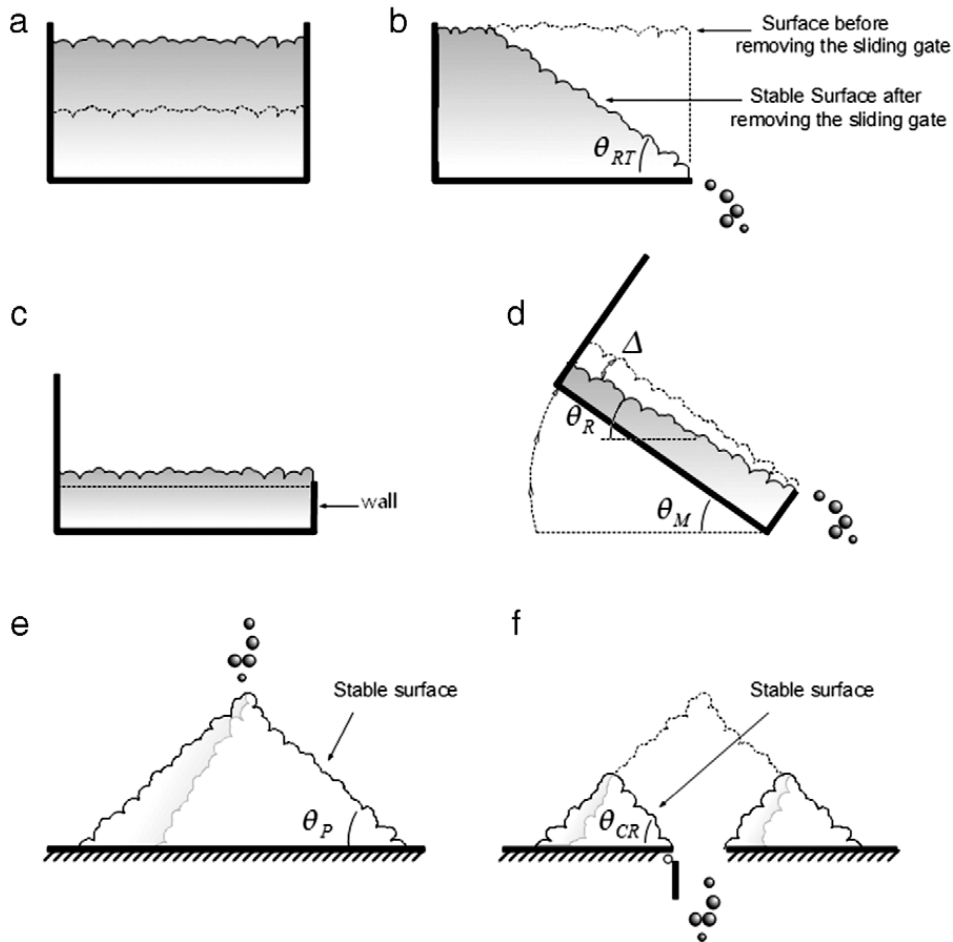 a
b
Surface before
removing the sliding gate
Stable Surface after
removing the sliding gate
θRT
c
wall
d
Δ
θR
θM
e
Stable surface
θP
f
Stable surface
θCR